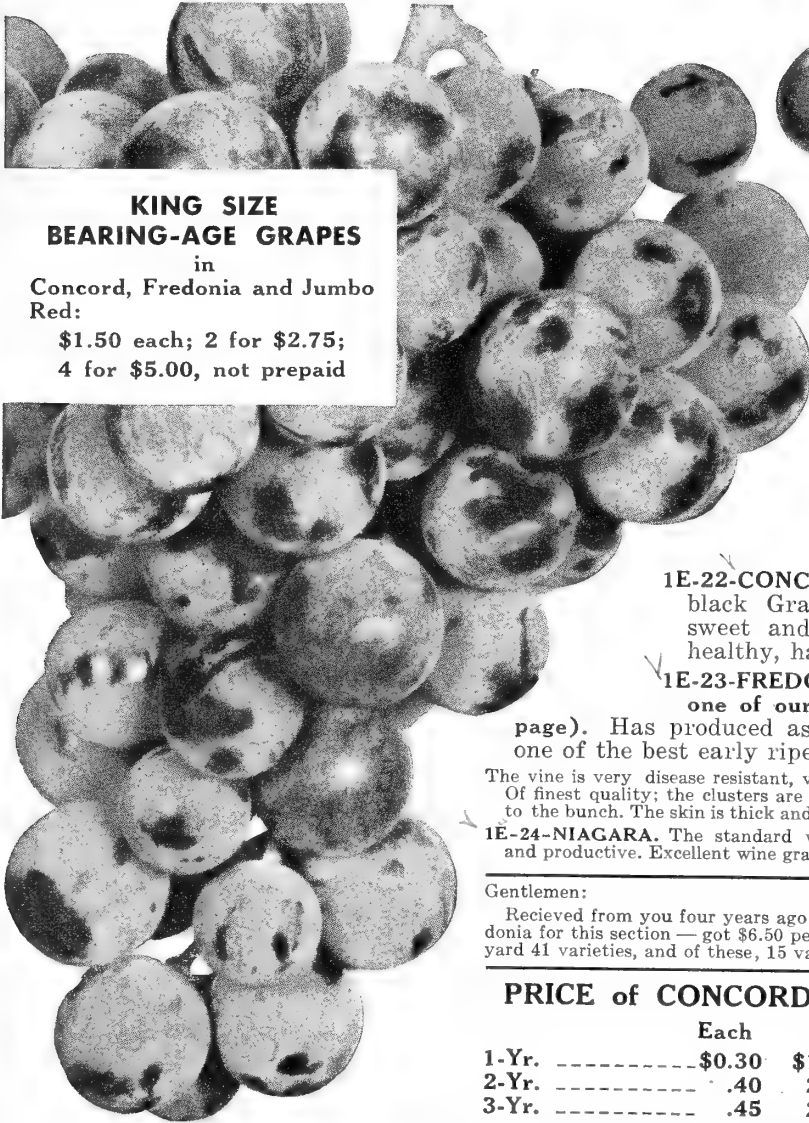 KING SIZE
BEARING-AGE GRAPES
in
Concord, Fredonia and Jumbo
Red:
$1.50 each; 2 for $2.75;
4 for $5.00, not prepaid
1E-22-CONC
black Gra
sweet and
healthy, ha
1E-23-FREDO
one of our
page). Has produced as
one of the best early ripe
The vine is very disease resistant, v
Of finest quality; the clusters are
to the bunch. The skin is thick and
1E-24-NIAGARA. The standard v
and productive. Excellent wine gra
Gentlemen:
Recieved from you four years ago
donia for this section — got $6.50 pe
yard 41 varieties, and of these, 15 va
PRICE of CONCORD
Each
1-Yr. ----------- $0.30 $
2-Yr. ----------- .40
3-Yr. ----------- .45